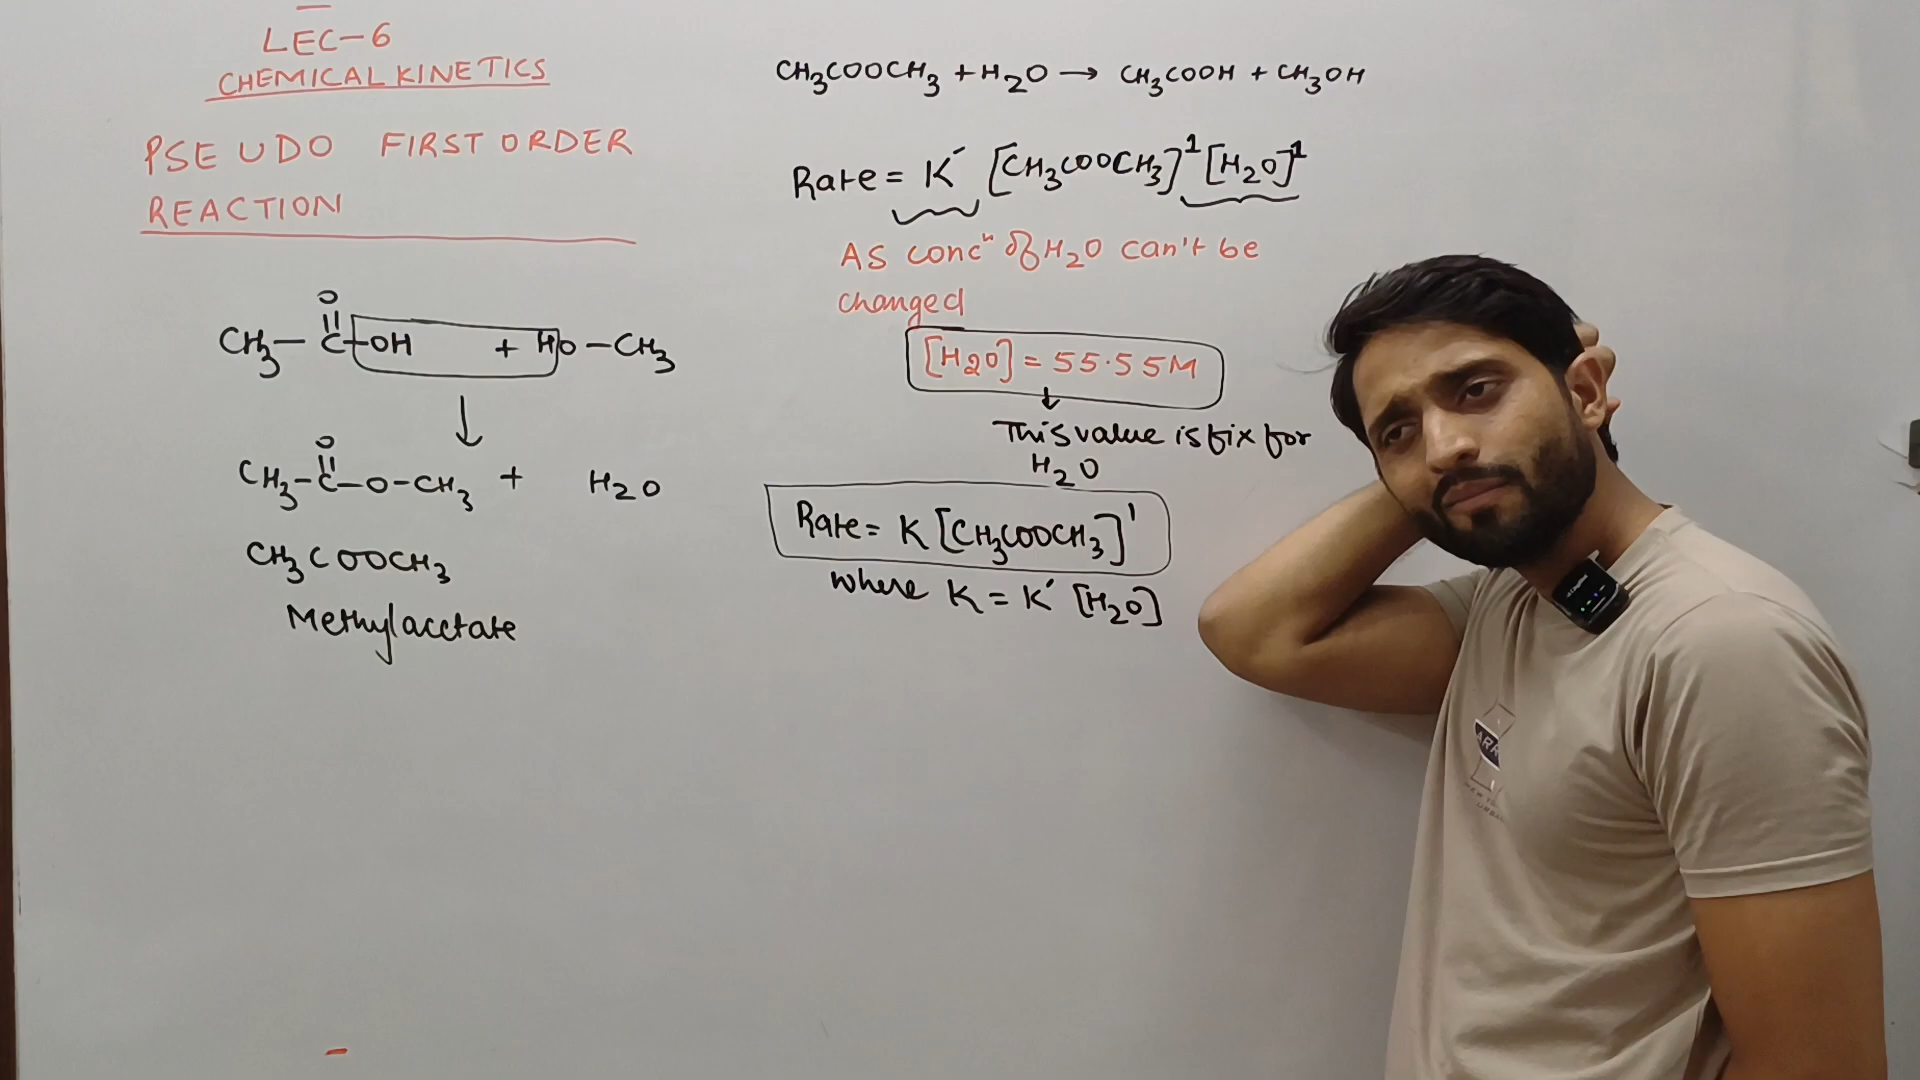 LEC-6
CHEMICAL KINETICS
PSEUDO FIRST ORDER
REACTION
O
CH3-C-OH + HO-CH3
O
CH3-C-O-CH3 + H2O
CH3COOCH3
Methylacetate
CH3COOCH3 + H2O → CH3COOH + CH3OH
Rate = K' [CH3COOCH3]¹ [H2O]¹
AS concⁿ of H2O can't be
changed
[H2O] = 55.55M
↓
This value is fix for
H2O
Rate = K [CH3COOCH3]¹
where K = K' [H2O]